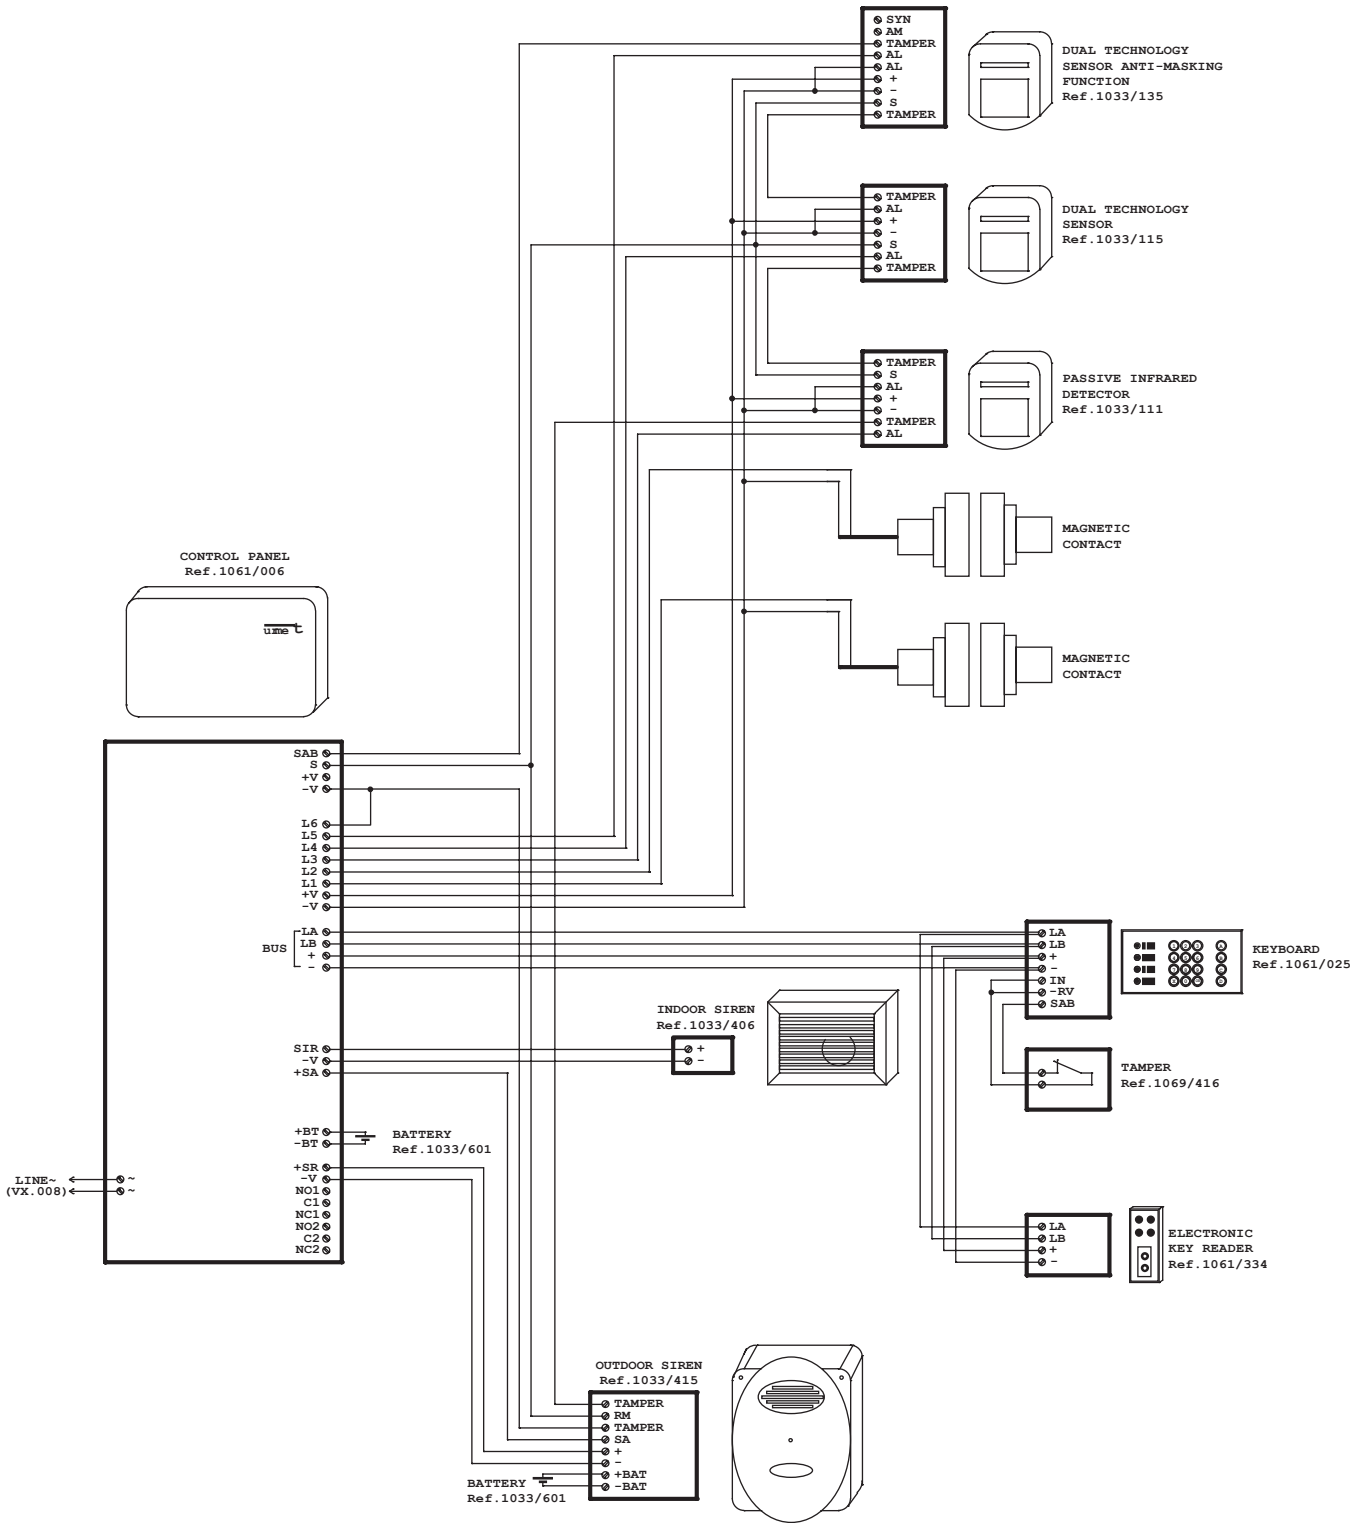 SYN
AM
TAMPER
AL
AL
+
-
S
TAMPER
DUAL TECHNOLOGY
SENSOR ANTI-MASKING
FUNCTION
Ref.1033/135
TAMPER
AL
+
-
S
AL
TAMPER
DUAL TECHNOLOGY
SENSOR
Ref.1033/115
TAMPER
S
AL
+
-
TAMPER
AL
PASSIVE INFRARED
DETECTOR
Ref.1033/111
MAGNETIC
CONTACT
MAGNETIC
CONTACT
CONTROL PANEL
Ref.1061/006
urmet
SAB
S
+V
-V
L6
L5
L4
L3
L2
L1
+V
-V
BUS
LA
LB
+
-
SIR
-V
+SA
+BT
-BT
BATTERY
Ref.1033/601
+SR
-V
NO1
C1
NC1
NO2
C2
NC2
LINE~
(VX.008)
~
~
LA
LB
+
-
IN
-RV
SAB
KEYBOARD
Ref.1061/025
INDOOR SIREN
Ref.1033/406
+
-
TAMPER
Ref.1069/416
LA
LB
+
-
ELECTRONIC
KEY READER
Ref.1061/334
OUTDOOR SIREN
Ref.1033/415
TAMPER
RM
TAMPER
SA
+
-
+BAT
-BAT
BATTERY
Ref.1033/601